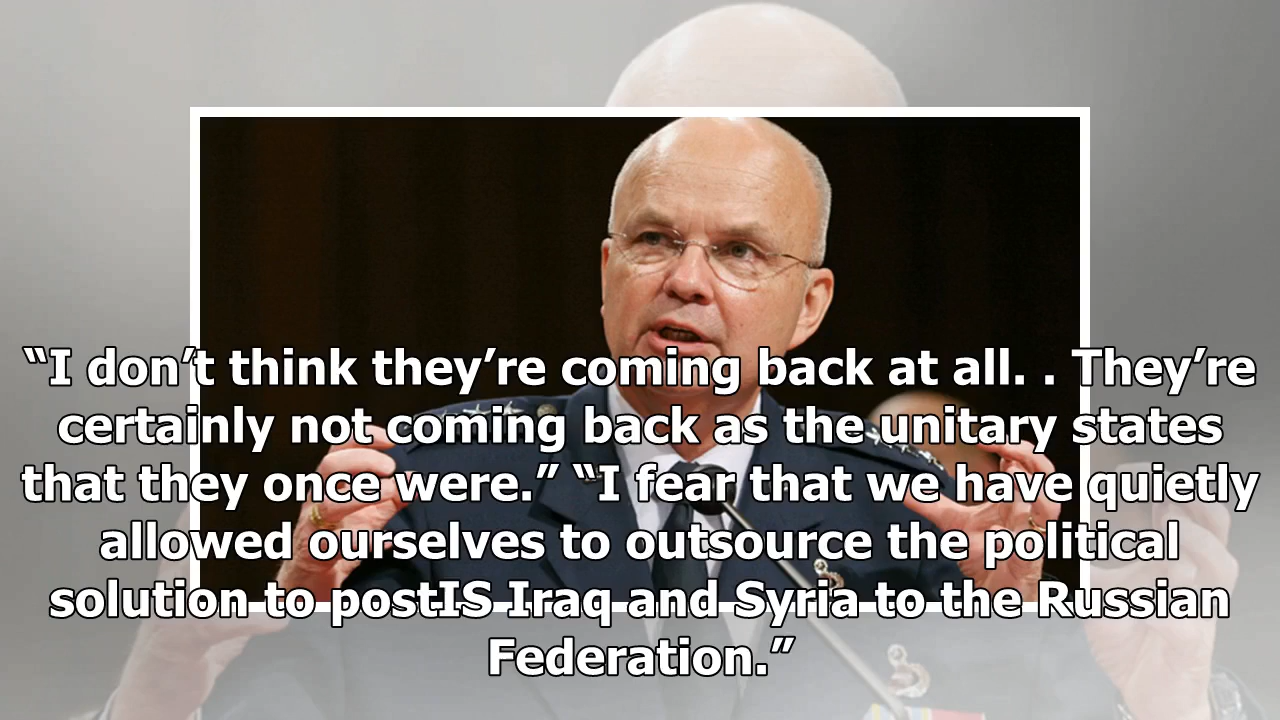 “I don’t think they’re coming back at all. . They’re
certainly not coming back as the unitary states
that they once were.” “I fear that we have quietly
allowed ourselves to outsource the political
solution to postIS Iraq and Syria to the Russian
Federation.”